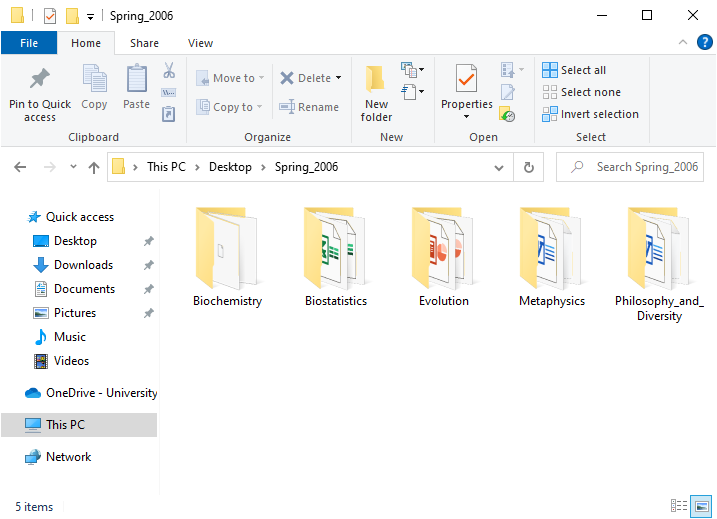 Spring_2006
File
Home
Share
View
Pin to Quick
access
Copy
Paste
Clipboard
Move to
Copy to
Delete
Rename
Organize
New
folder
New
Properties
Open
Select all
Select none
Invert selection
Select
This PC > Desktop > Spring_2006
Search Spring_2006
Quick access
Desktop
Downloads
Documents
Pictures
Music
Videos
OneDrive - University
This PC
Network
Biochemistry
Biostatistics
Evolution
Metaphysics
Philosophy_and_
Diversity
5 items